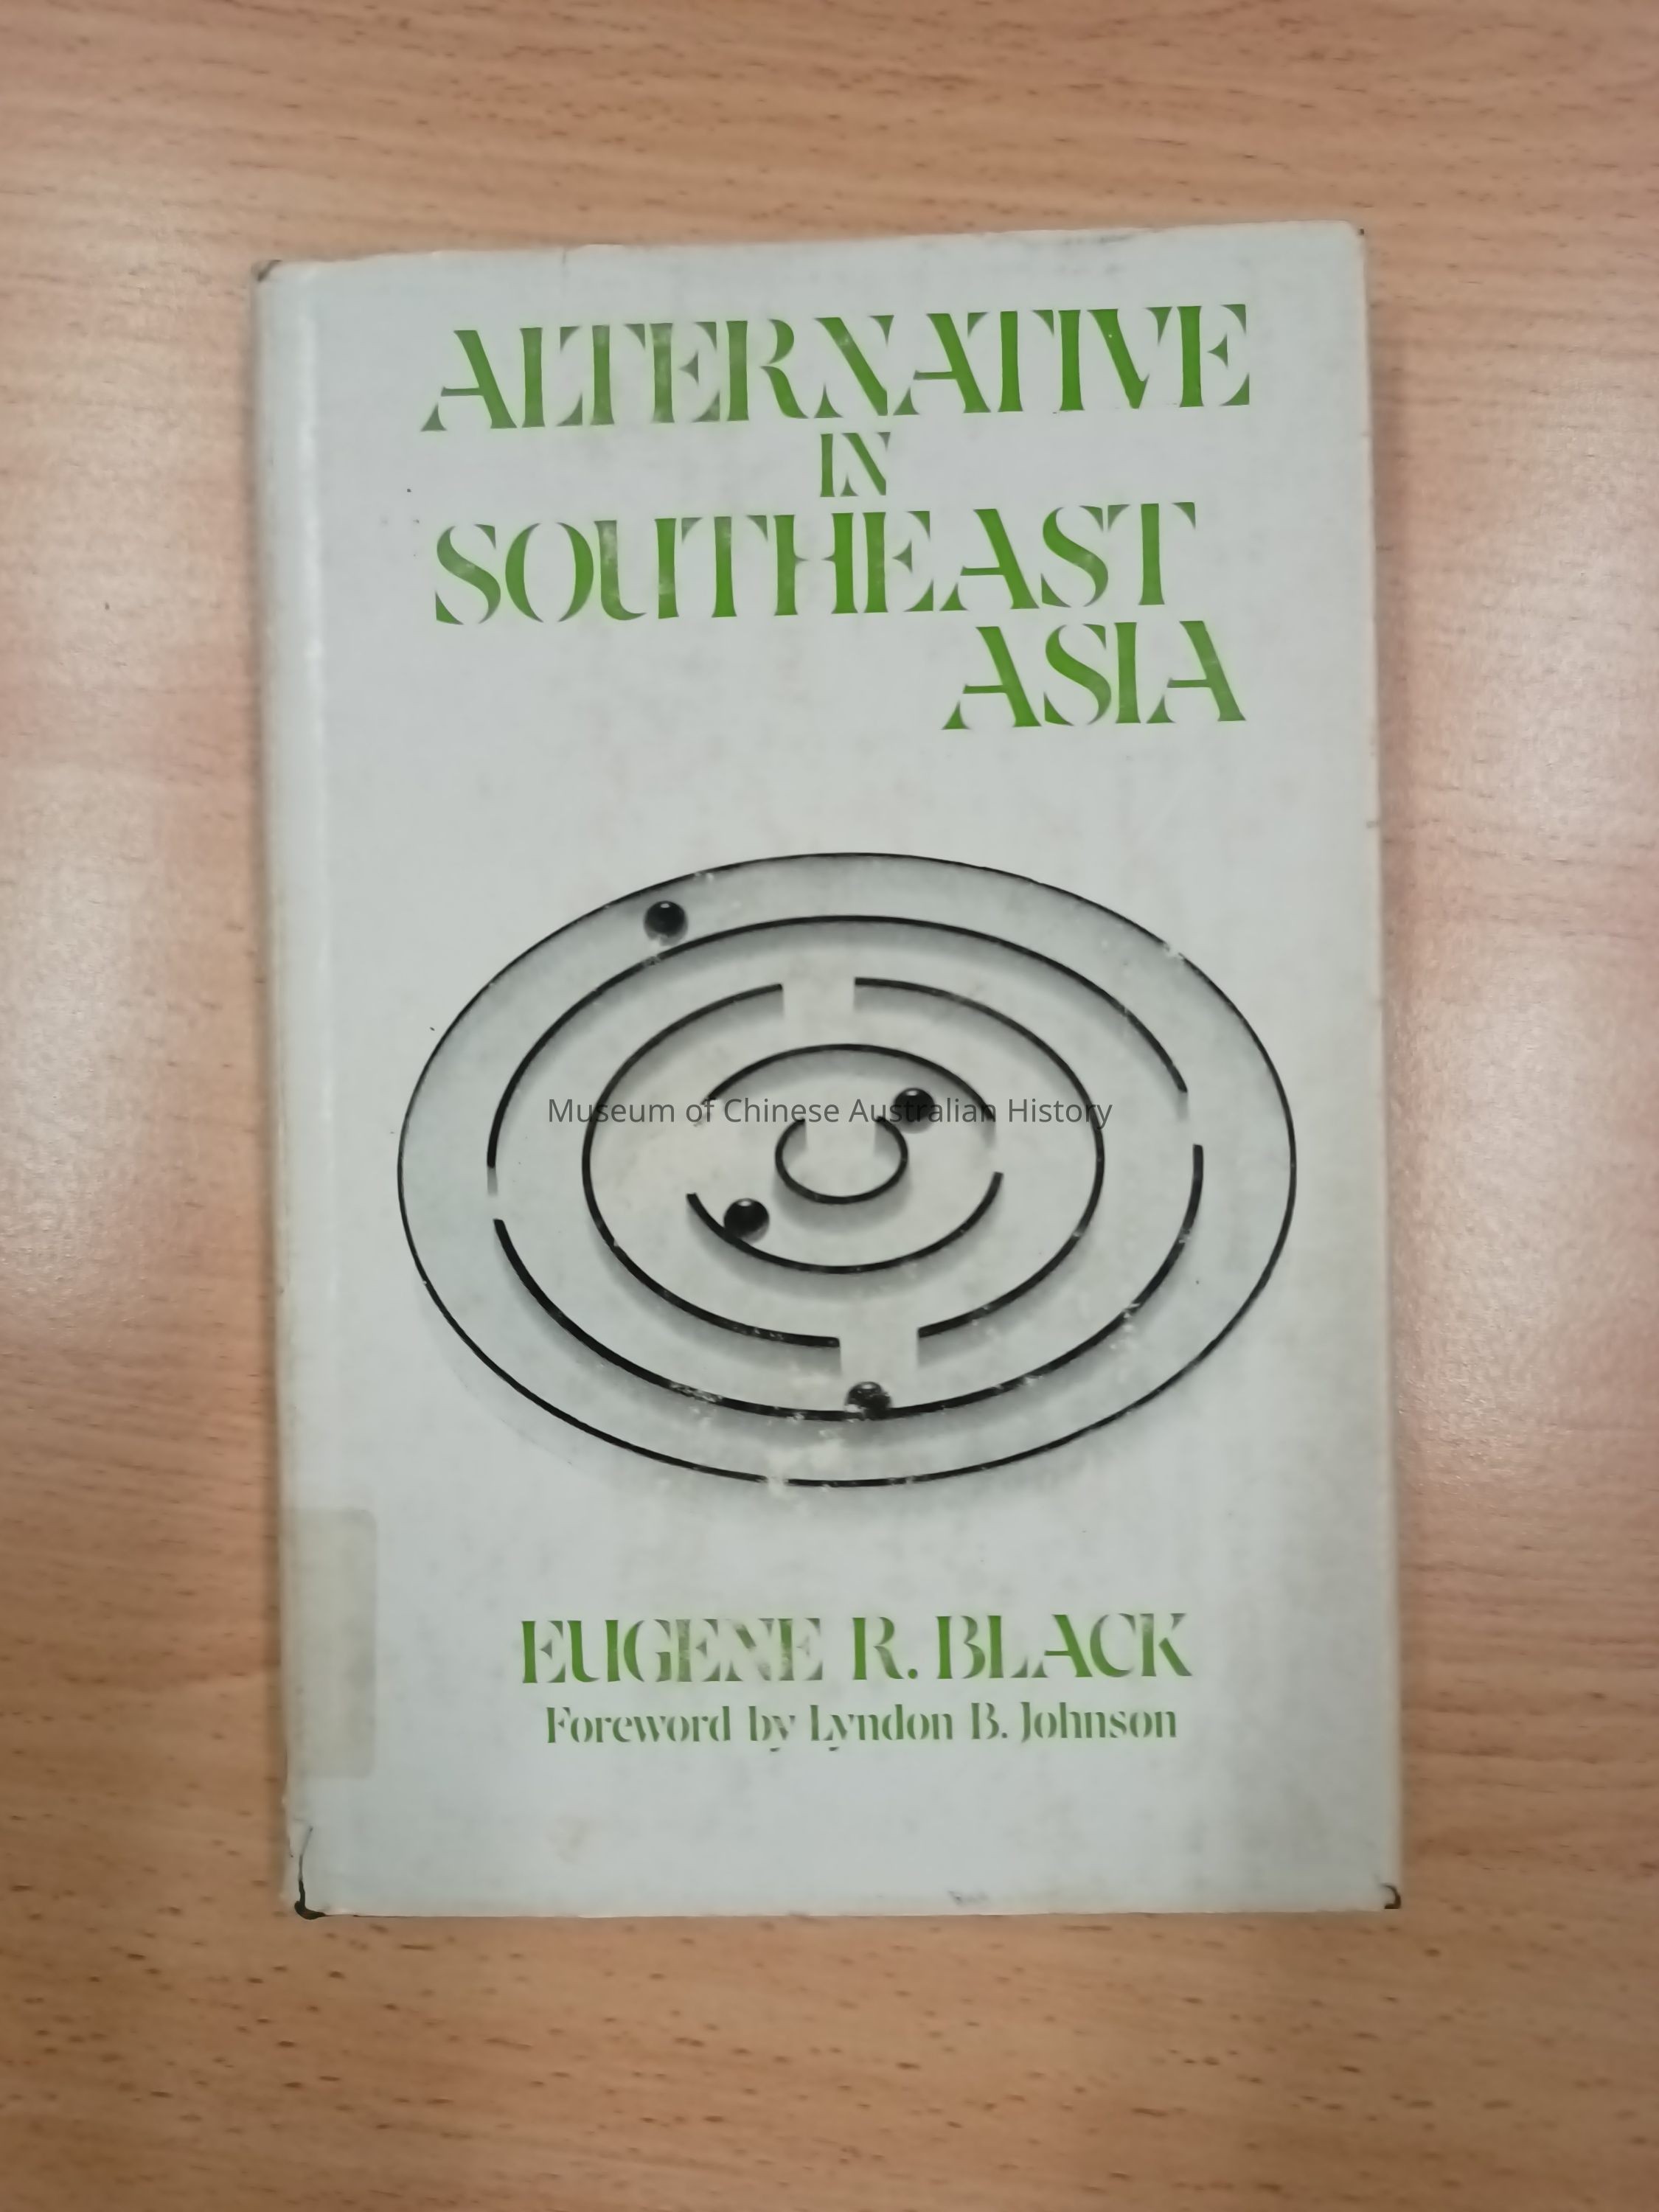 ALTERNATIVE
IN
SOUTHEAST
ASIA
Museum of Chinese Australian History
EUGENE R. BLACK
Foreword by Lyndon B. Johnson